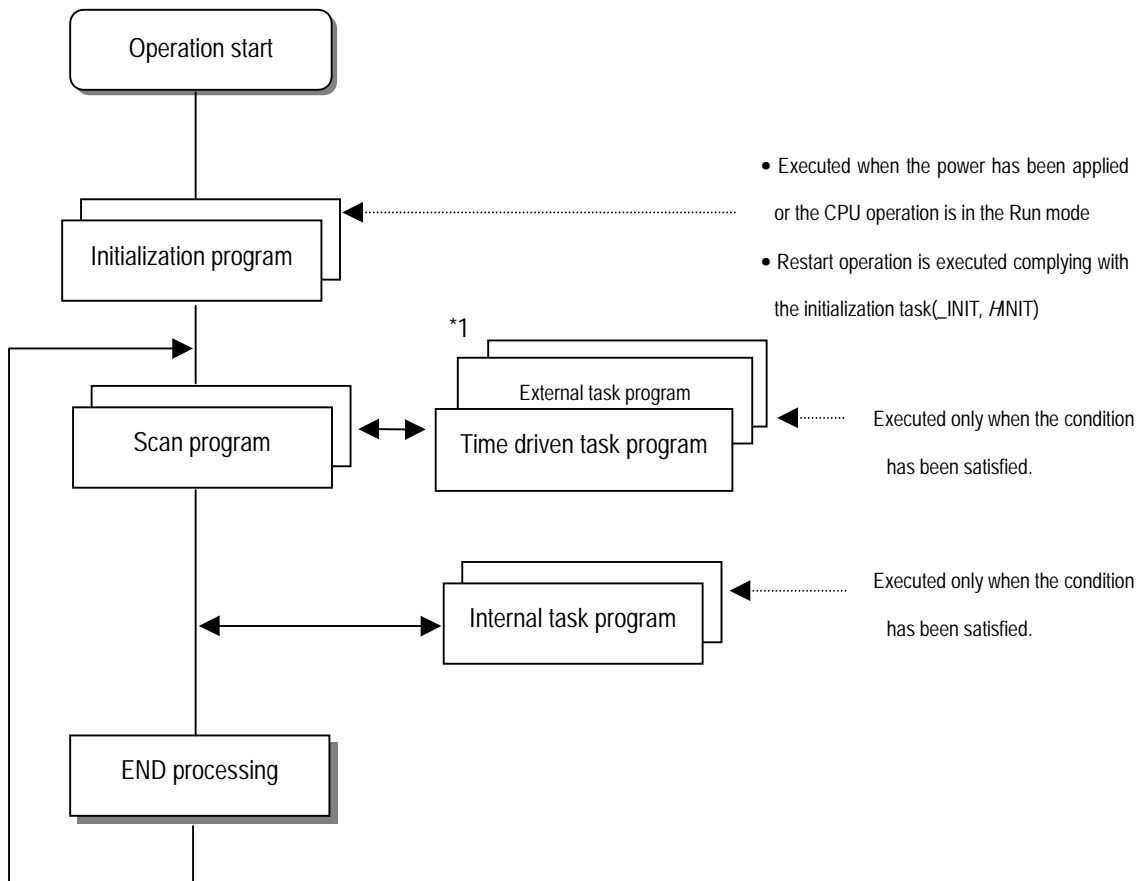 Operation start
• Executed when the power has been applied
or the CPU operation is in the Run mode
Initialization program
• Restart operation is executed complying with
the initialization task(_INIT, HINIT)
*1
External task program
Scan program
Time driven task program
Executed only when the condition
has been satisfied.
Internal task program
Executed only when the condition
has been satisfied.
END processing